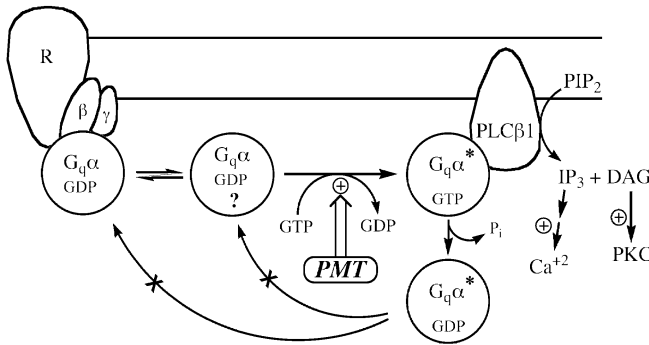 R
β γ
PIP2
PLCβ1
Gqα
GDP
Gqα
GDP
?
Gqα*
GTP
GTP
GDP
IP3 + DAG
Pi
PMT
Ca+2
PKC
Gqα*
GDP